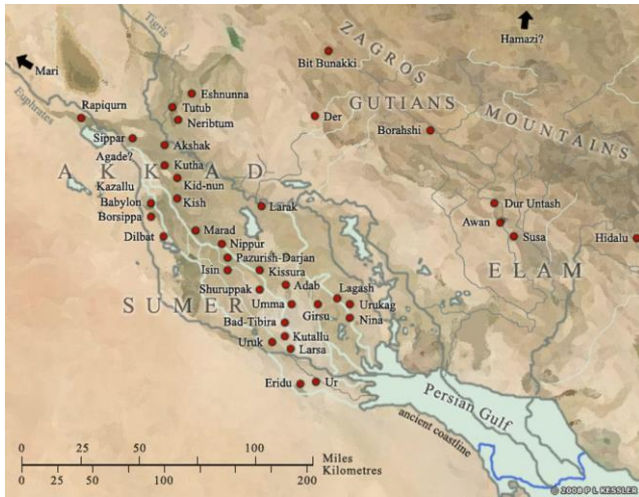 Tigris
Mari
Euphrates
Rapiqurn
Sippar
Agade?
Eshnunna
Tutub
Neribtum
Akshak
ZAGROS
MOUNTAINS
Bit Bunakki
GUTIANS
Hamazi?
Der
Borahshi
AKKAD
Kutha
Kid-nun
Kazallu
Babylon
Kish
Borsippa
Dilbat
Larak
Marad
Nippur
Pazurish-Darjan
Isin
Kissura
Dur Untash
Awan
Susa
Hidalu
ELAM
SUMER
Shuruppak
Adab
Lagash
Umma
Girsu
Urukag
Nina
Bad-Tibira
Kutallu
Uruk
Larsa
Eridu
Ur
Persian Gulf
ancient coastline
0 25 50 100
Miles
Kilometres
0 25 50 100 200
© 2008 P L KESSLER